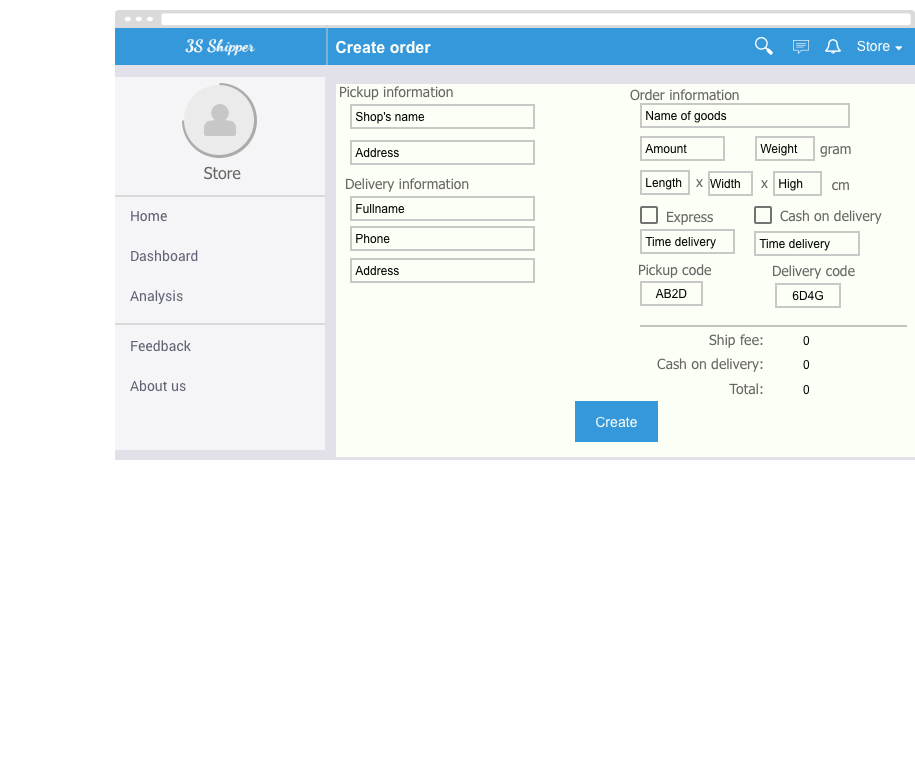 3S Shipper
Create order
Store
Store
Home
Dashboard
Analysis
Feedback
About us
Pickup information
Shop's name
Address
Delivery information
Fullname
Phone
Address
Order information
Name of goods
Amount Weight gram
Length x Width x High cm
Express Cash on delivery
Time delivery Time delivery
Pickup code Delivery code
AB2D 6D4G
Ship fee: 0
Cash on delivery: 0
Total: 0
Create